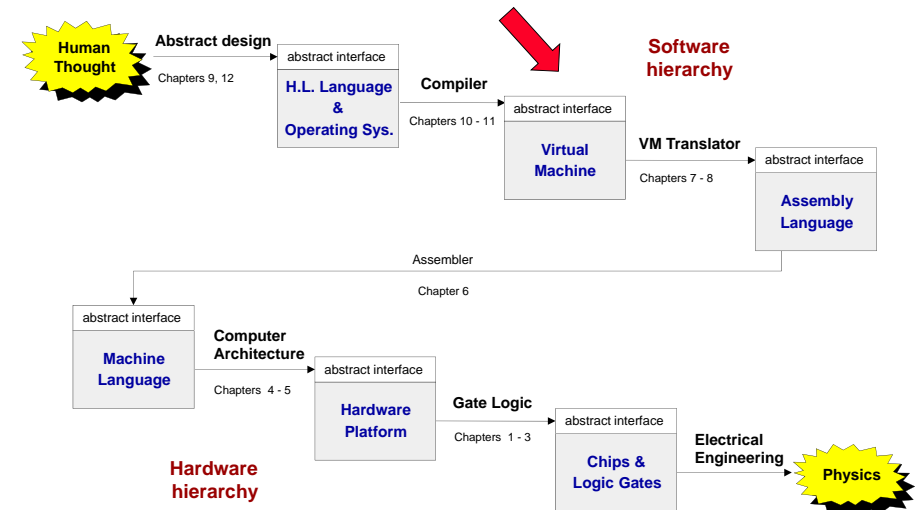 Human
Thought
Abstract design
Chapters 9, 12
abstract interface
H.L. Language
&
Operating Sys.
Compiler
Chapters 10 - 11
Software
hierarchy
abstract interface
Virtual
Machine
VM Translator
Chapters 7 - 8
abstract interface
Assembly
Language
Assembler
Chapter 6
abstract interface
Machine
Language
Computer
Architecture
Chapters 4 - 5
abstract interface
Hardware
Platform
Gate Logic
Chapters 1 - 3
abstract interface
Chips &
Logic Gates
Electrical
Engineering
Physics
Hardware
hierarchy